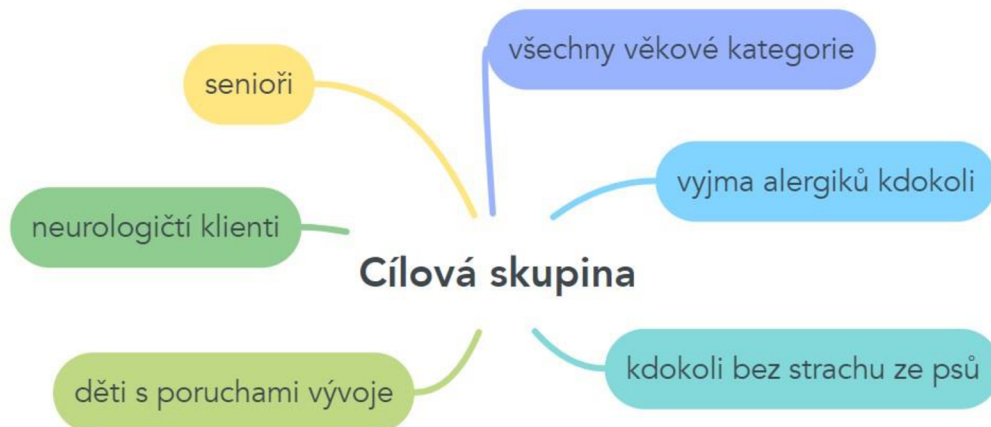 všechny věkové kategorie
senioři
vyjma alergiků kdokoli
neurologičtí klienti
Cílová skupina
kdokoli bez strachu ze psů
děti s poruchami vývoje